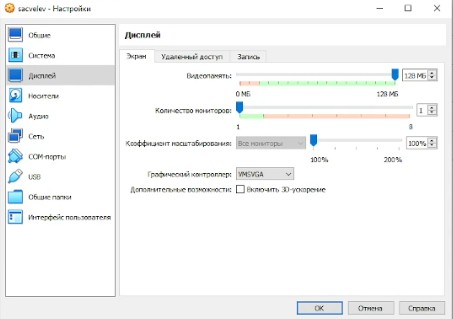 sacvelev - Настройки
Общие
Система
Дисплей
Носители
Аудио
Сеть
COM-порты
USB
Общие папки
Интерфейс пользователя
Дисплей
Экран Удаленный доступ Запись
Видеопамять: 128 МБ
0 МБ 128 МБ
Количество мониторов: 1
1 8
Коэффициент масштабирования: Все мониторы 100%
100% 200%
Графический контроллер: VMSVGA
Дополнительные возможности: Включить 3D-ускорение
OK Отмена Справка